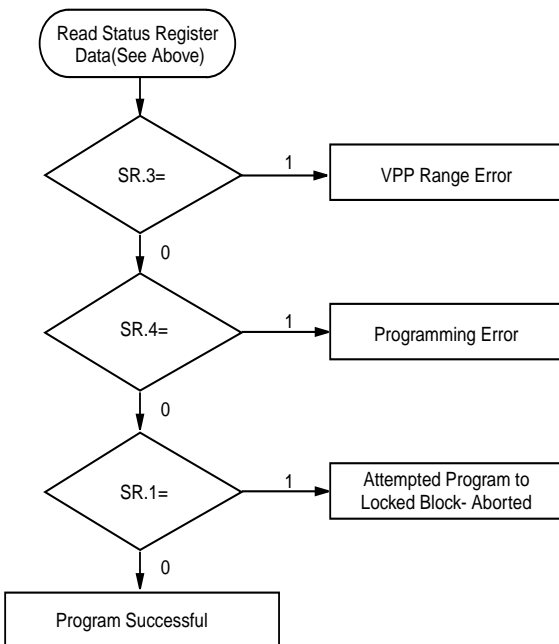 Read Status Register
Data(See Above)
SR.3=
1
VPP Range Error
0
SR.4=
1
Programming Error
0
SR.1=
1
Attempted Program to
Locked Block- Aborted
0
Program Successful